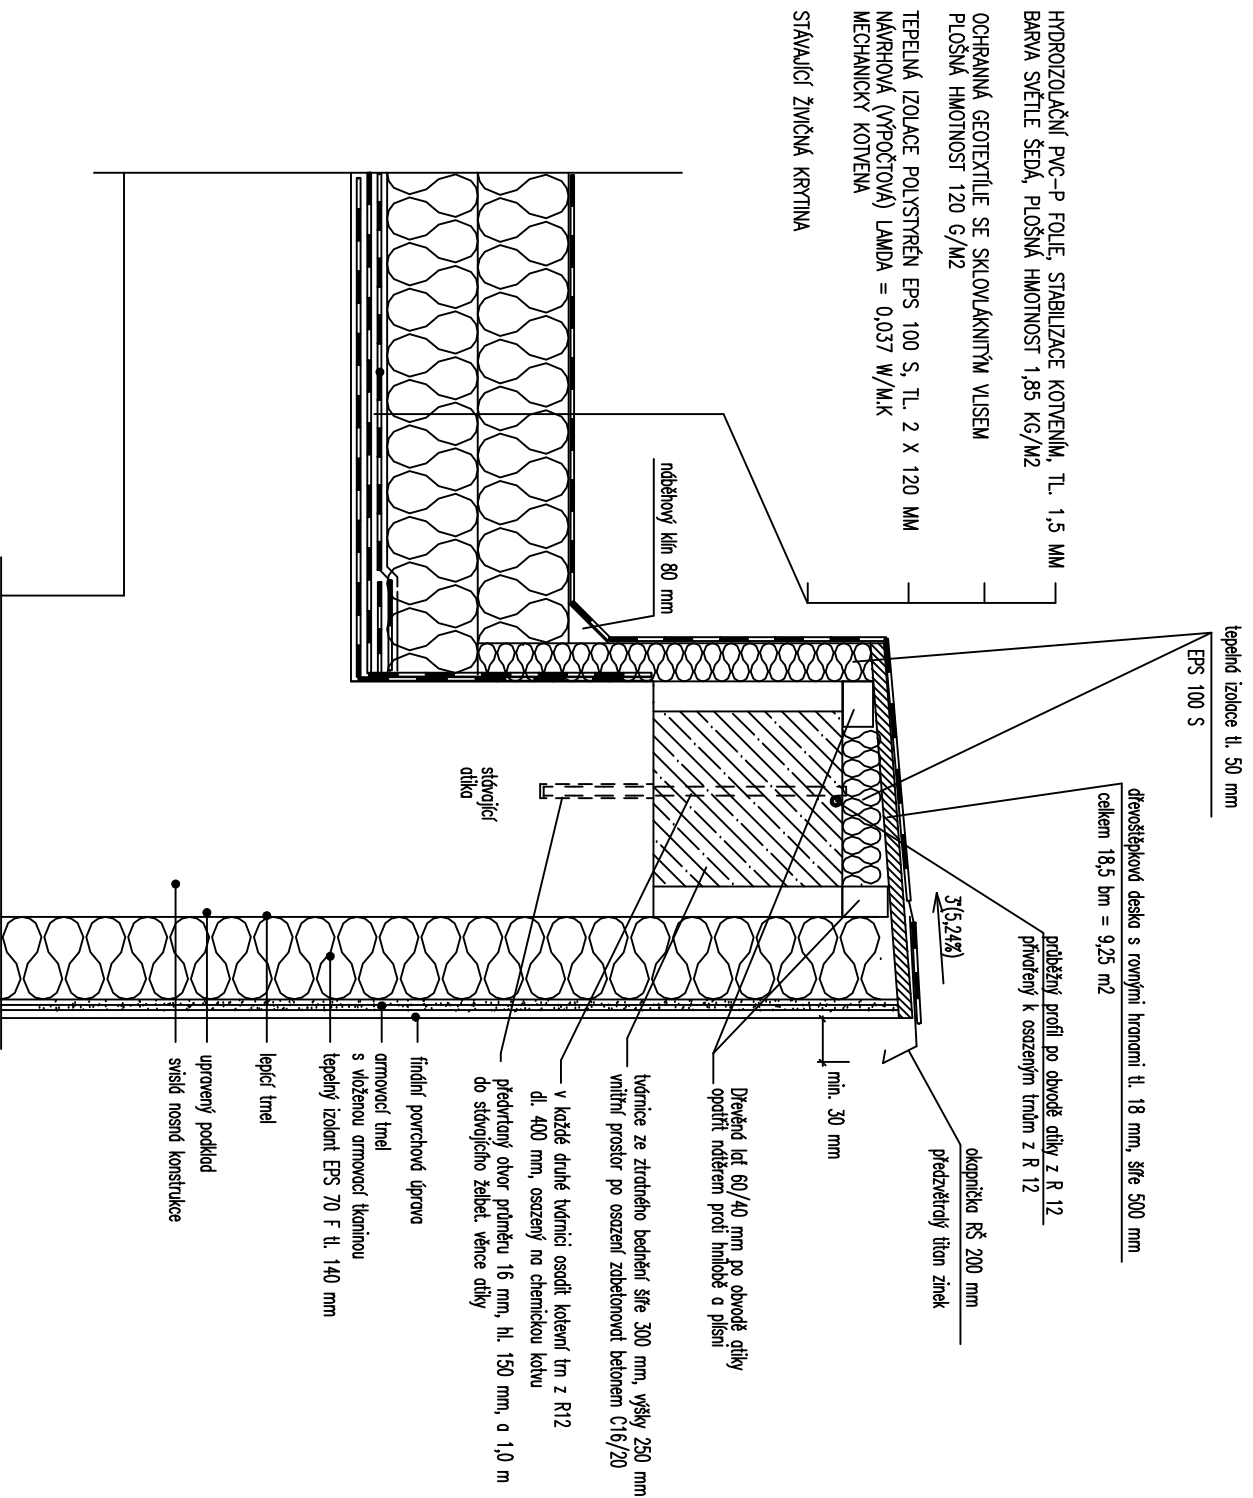 HYDROIZOLAČNÍ PVC-P FOLIE, STABILIZACE KOTVENÍM, TL. 1,5 MM
BARVA SVĚTLE ŠEDÁ, PLOŠNÁ HMOTNOST 1,85 KG/M2
OCHRANNÁ GEOTEXTÍLIE SE SKLOVLÁKNITÝM VLISEM
PLOŠNÁ HMOTNOST 120 G/M2
TEPELNÁ IZOLACE POLYSTYRÉN EPS 100 S, TL. 2 X 120 MM
NÁVRHOVÁ (VÝPOČTOVÁ) LAMDA = 0,037 W/M.K
MECHANICKY KOTVENA
STÁVAJÍCÍ ŽIVIČNÁ KRYTINA
náběhový klín 80 mm
tepelná izolace tl. 50 mm
EPS 100 S
dřevoštěpková deska s rovnými hranami tl. 18 mm, šíře 500 mm
celkem 18,5 bm = 9,25 m2
3°(5,24%)
průběžný profil po obvodě atiky z R 12
přivařený k osazeným trnům z R 12
okapnička RŠ 200 mm
předzvětralý titan zinek
min. 30 mm
Dřevěná lať 60/40 mm po obvodě atiky
opatřit nátěrem proti hnilobě a plísni
tvárnice ze ztratného bednění šíře 300 mm, výšky 250 mm
vnitřní prostor po osazení zabetonovat betonem C16/20
v každé druhé tvárnici osadit kotevní trn z R12
dl. 400 mm, osazený na chemickou kotvu
předvrtaný otvor průměru 16 mm, hl. 150 mm, a 1,0 m
do stávajícího želbet. věnce atiky
stávající
atika
finální povrchová úprava
armovací tmel
s vloženou armovací tkaninou
tepelný izolant EPS 70 F tl. 140 mm
lepící tmel
upravený podklad
svislá nosná konstrukce